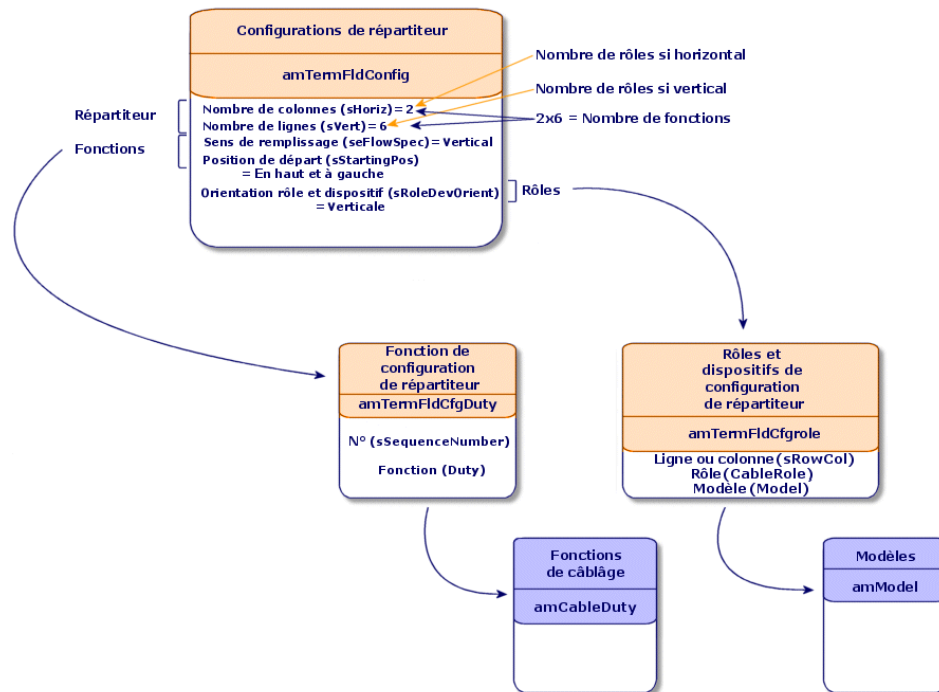 Configurations de répartiteur
amTermFldConfig
Nombre de rôles si horizontal
Nombre de rôles si vertical
2x6 = Nombre de fonctions
Répartiteur
Fonctions
Nombre de colonnes (sHoriz)= 2
Nombre de lignes (sVert)= 6
Sens de remplissage (seFlowSpec)= Vertical
Position de départ (sStartingPos)
= En haut et à gauche
Orientation rôle et dispositif (sRoleDevOrient)
= Verticale
Rôles
Fonction de
configuration
de répartiteur
amTermFldCfgDuty
N° (sSequenceNumber)
Fonction (Duty)
Rôles et
dispositifs de
configuration
de répartiteur
amTermFldCfgrole
Ligne ou colonne (sRowCol)
Rôle (CableRole)
Modèle (Model)
Fonctions
de câblâge
amCableDuty
Modèles
amModel